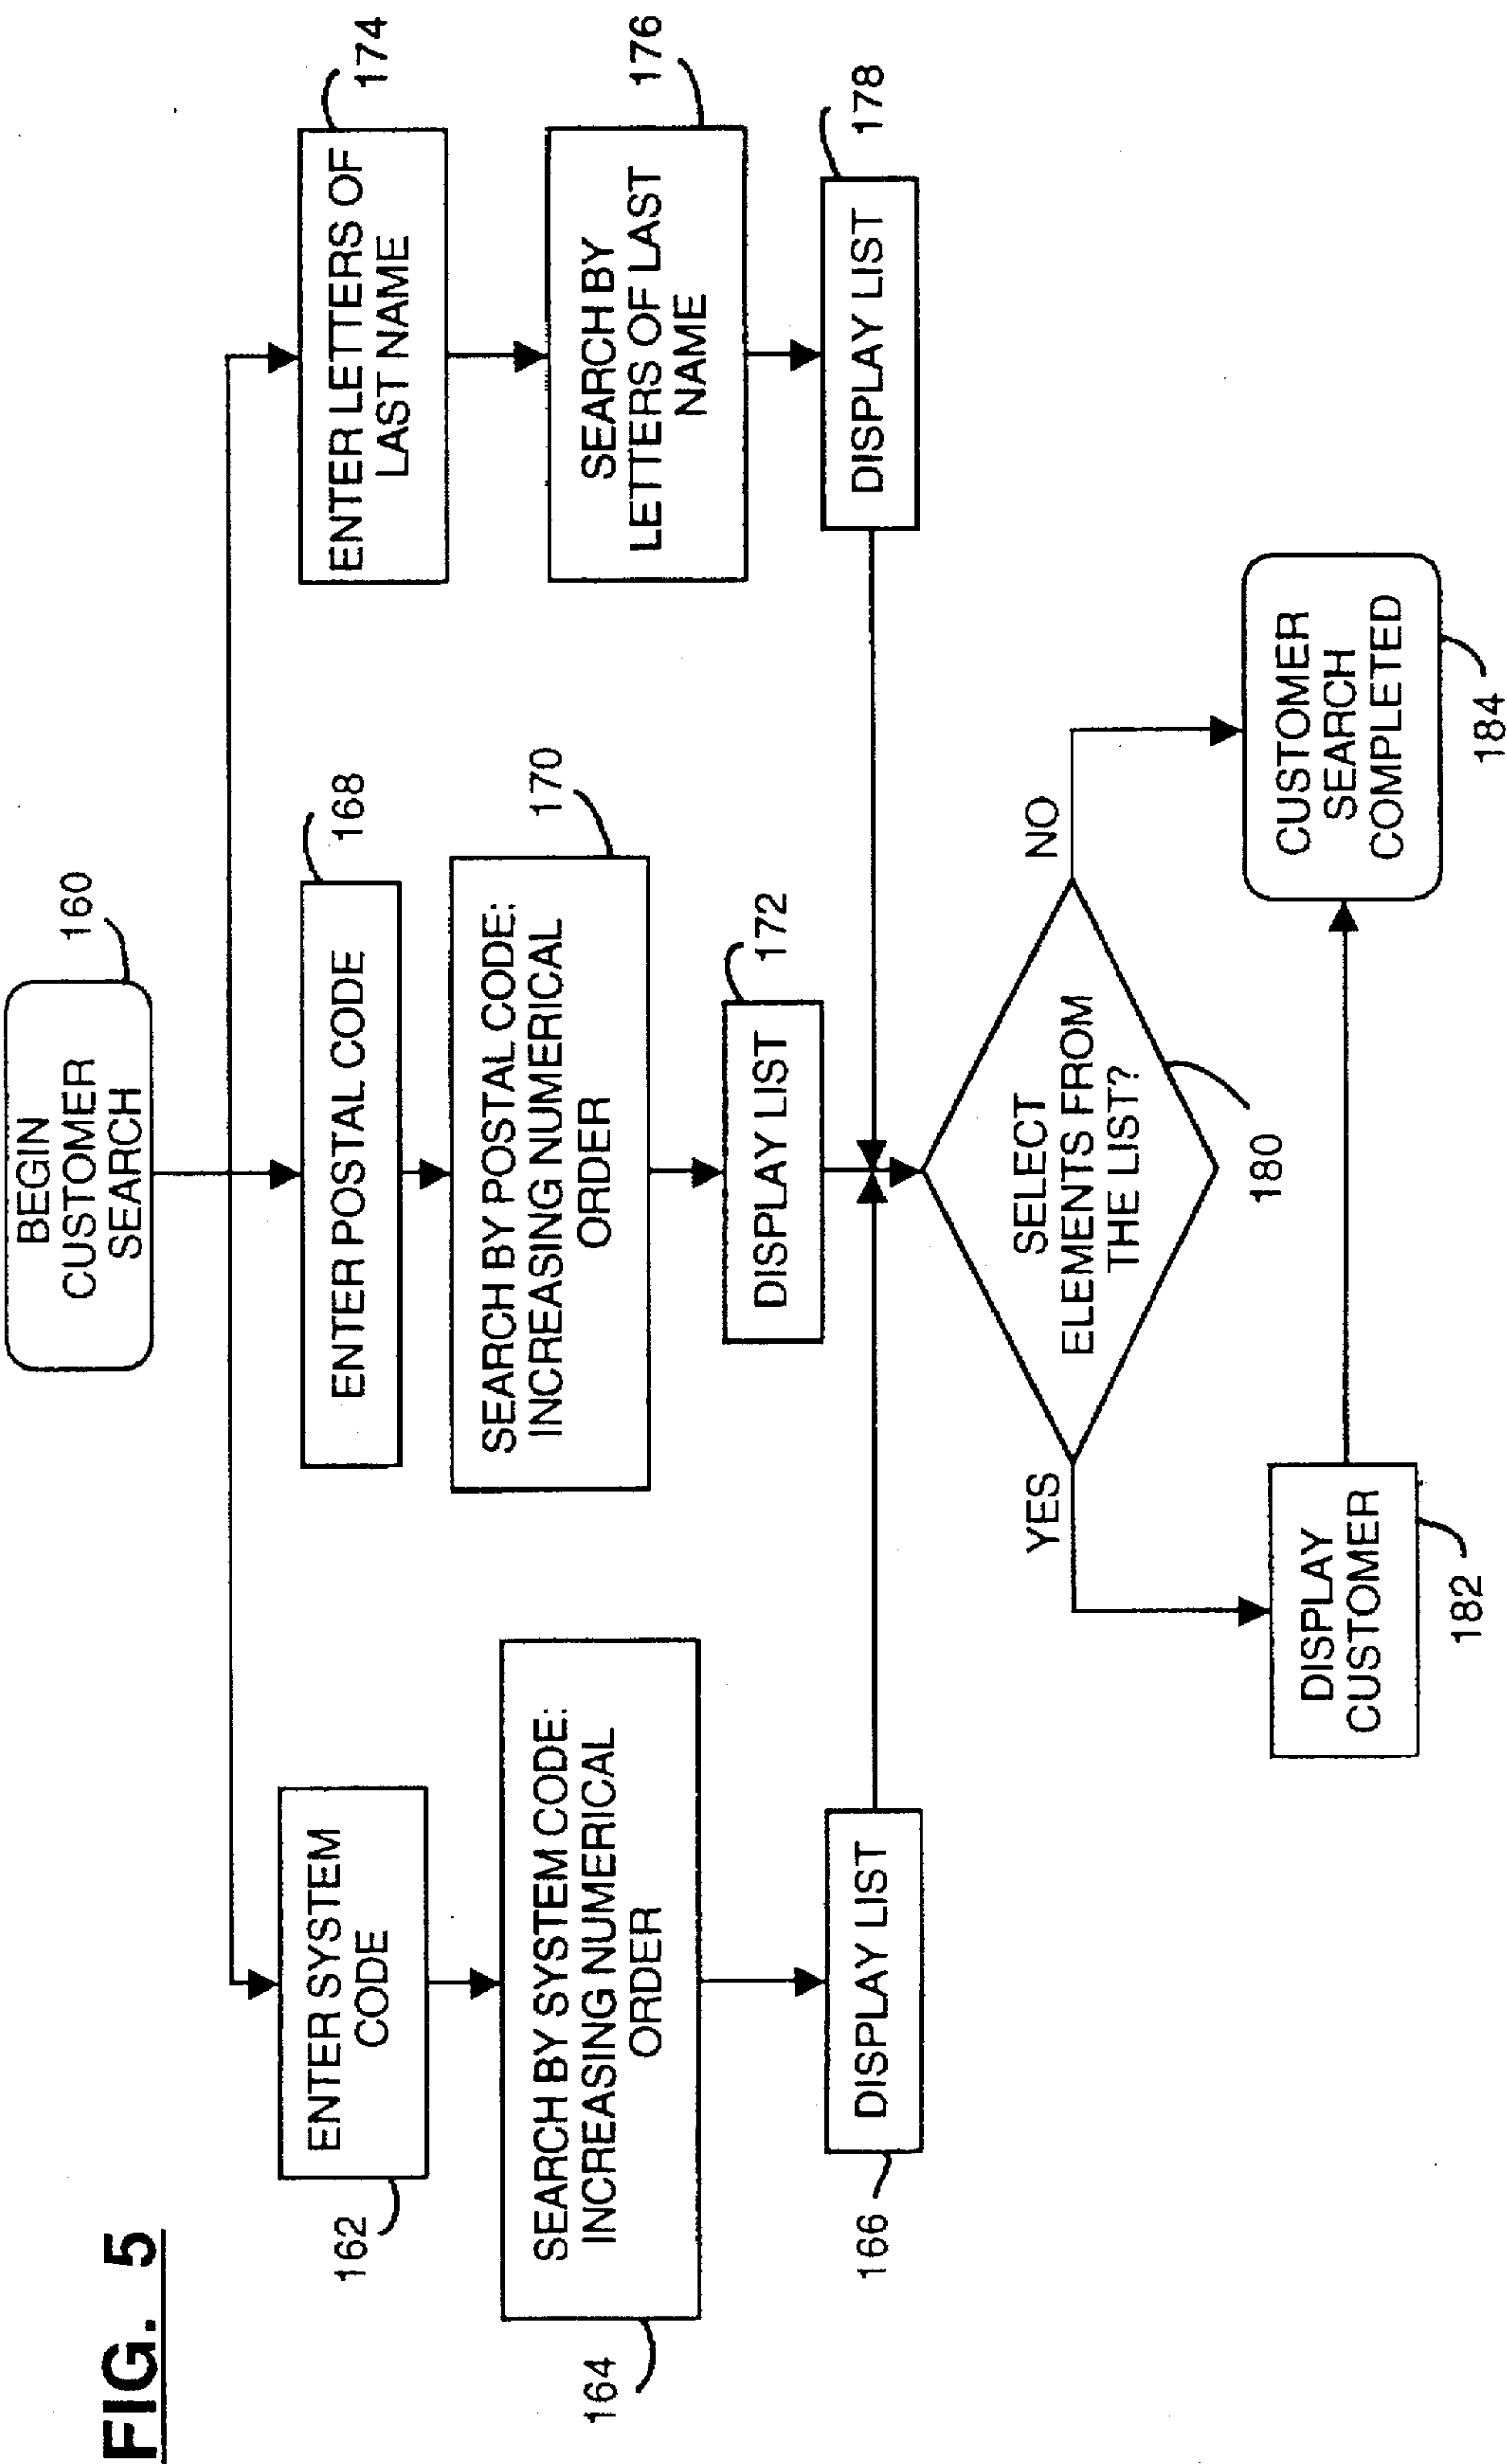 FIG. 5
BEGIN
CUSTOMER
SEARCH
160
ENTER SYSTEM
CODE
162
SEARCH BY SYSTEM CODE:
INCREASING NUMERICAL
ORDER
164
DISPLAY LIST
166
ENTER POSTAL CODE
168
SEARCH BY POSTAL CODE:
INCREASING NUMERICAL
ORDER
170
DISPLAY LIST
172
ENTER LETTERS OF
LAST NAME
174
SEARCH BY
LETTERS OF LAST
NAME
176
DISPLAY LIST
178
SELECT
ELEMENTS FROM
THE LIST?
180
YES
NO
DISPLAY
CUSTOMER
182
CUSTOMER
SEARCH
COMPLETED
184